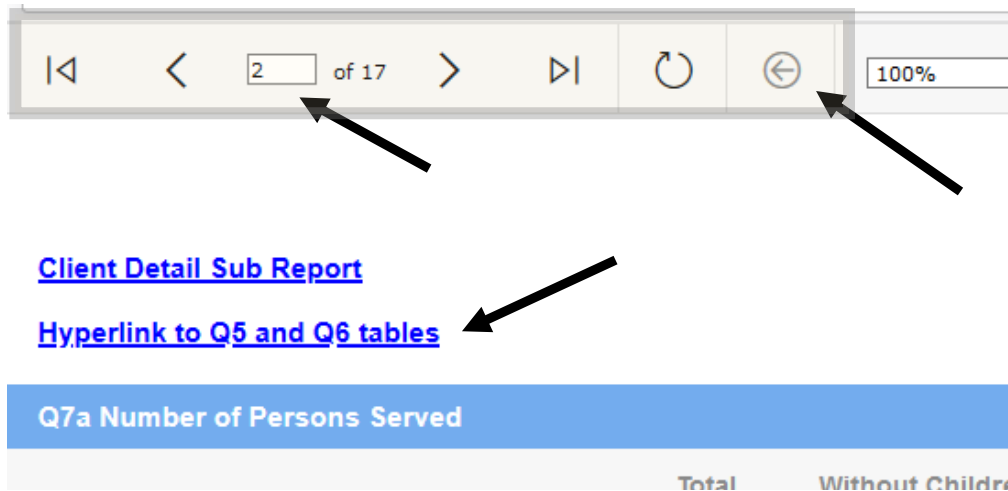 2 of 17 100%
Client Detail Sub Report
Hyperlink to Q5 and Q6 tables
Q7a Number of Persons Served
Total Without